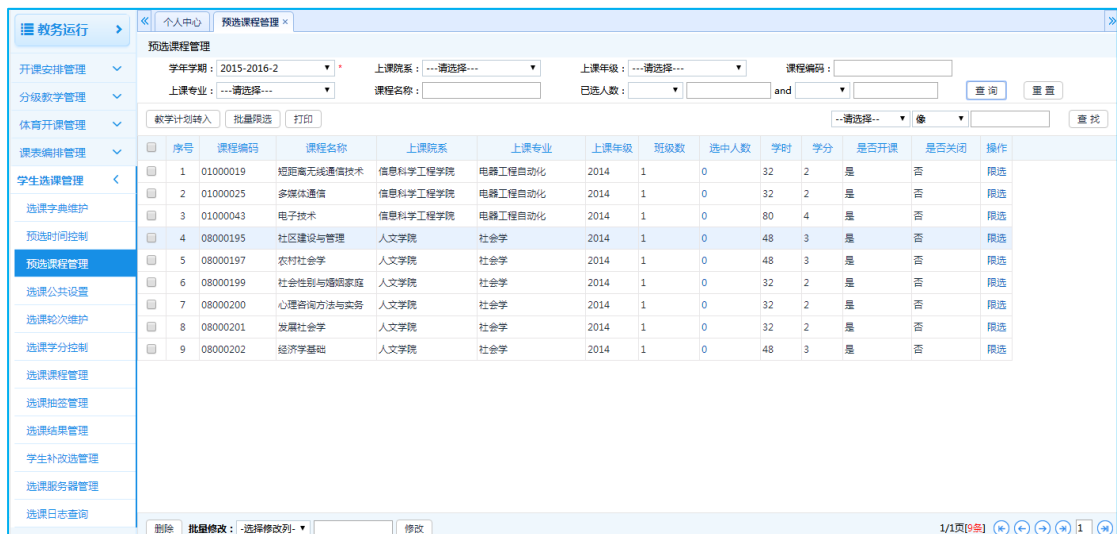 教务运行
个人中心 预选课程管理 ×
预选课程管理
开课安排管理
分级教学管理
体育开课管理
课表编排管理
学生选课管理
选课字典维护
预选时间控制
预选课程管理
选课公共设置
选课轮次维护
选课学分控制
选课课程管理
选课抽签管理
选课结果管理
学生补改选管理
选课服务器管理
选课日志查询
学年学期： 2015-2016-2 * 上课院系： ---请选择--- 上课年级： ---请选择--- 课程编码：
上课专业： ---请选择--- 课程名称： 已选人数： and 查 询 重 置
教学计划转入 批量限选 打印 --请选择-- 像 查 找
序号 课程编码 课程名称 上课院系 上课专业 上课年级 班级数 选中人数 学时 学分 是否开课 是否关闭 操作
1 01000019 短距离无线通信技术 信息科学工程学院 电器工程自动化 2014 1 0 32 2 是 否 限选
2 01000025 多媒体通信 信息科学工程学院 电器工程自动化 2014 1 0 32 2 是 否 限选
3 01000043 电子技术 信息科学工程学院 电器工程自动化 2014 1 0 80 4 是 否 限选
4 08000195 社区建设与管理 人文学院 社会学 2014 1 0 48 3 是 否 限选
5 08000197 农村社会学 人文学院 社会学 2014 1 0 48 3 是 否 限选
6 08000199 社会性别与婚姻家庭 人文学院 社会学 2014 1 0 32 2 是 否 限选
7 08000200 心理咨询方法与实务 人文学院 社会学 2014 1 0 32 2 是 否 限选
8 08000201 发展社会学 人文学院 社会学 2014 1 0 32 2 是 否 限选
9 08000202 经济学基础 人文学院 社会学 2014 1 0 48 3 是 否 限选
删除 批量修改： -选择修改列- 修改 1/1页[9条] 1